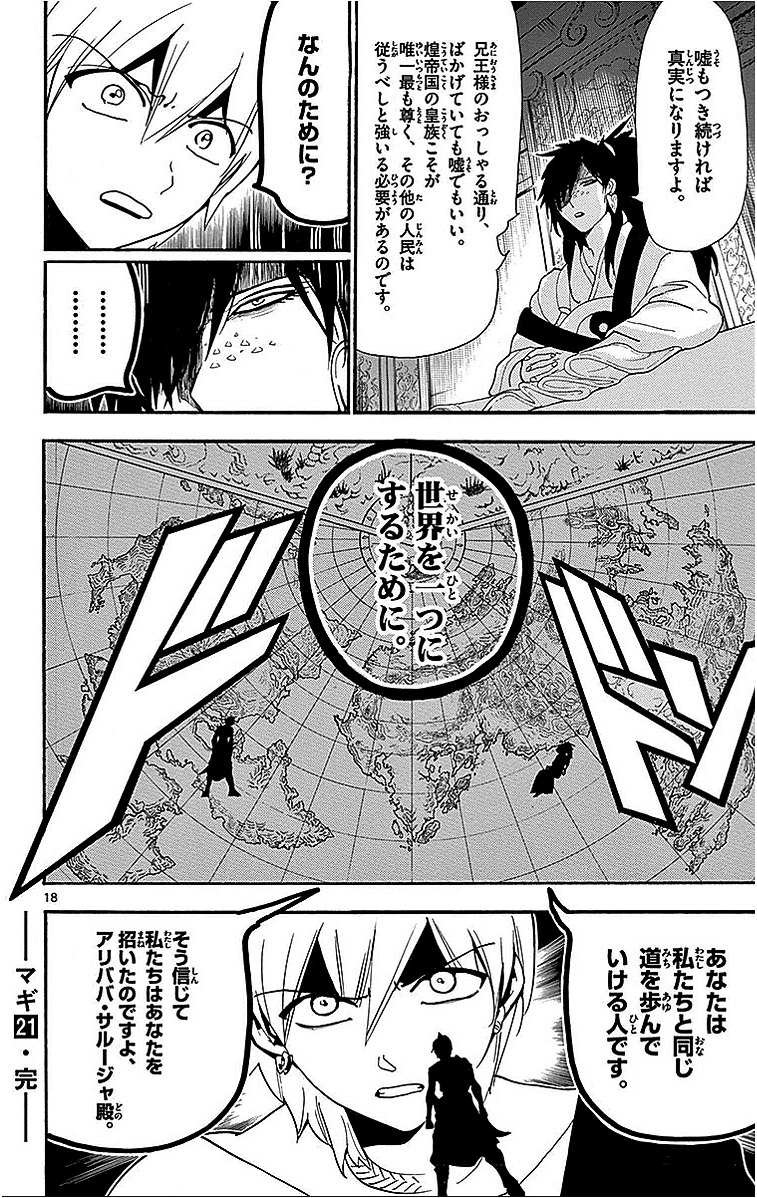 嘘もつき続ければ
真実になりますよ。
兄王様のおっしゃる通り、
ばかげていても嘘でもいい。
煌帝国の皇族こそが
唯一最も尊く、その他の人民は
従うべしと強いる必要があるのです。
なんのために?
………
………
世界を一つに
するために。
ドドン
18
あなたは
私たちと同じ
道を歩んで
いける人です。
そう信じて
私たちはあなたを
招いたのですよ、
アリババ・サルージャ殿。
マギ21・完